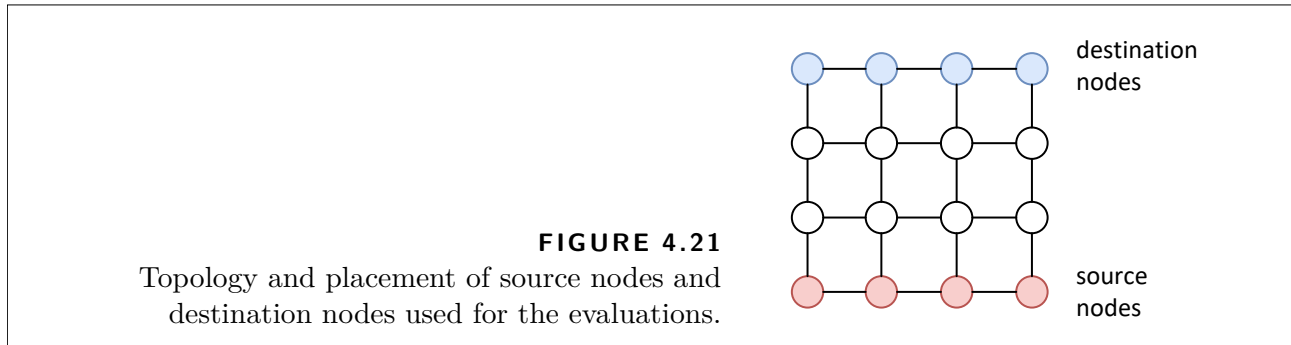 destination
nodes
FIGURE 4.21
Topology and placement of source nodes and
destination nodes used for the evaluations.
source
nodes